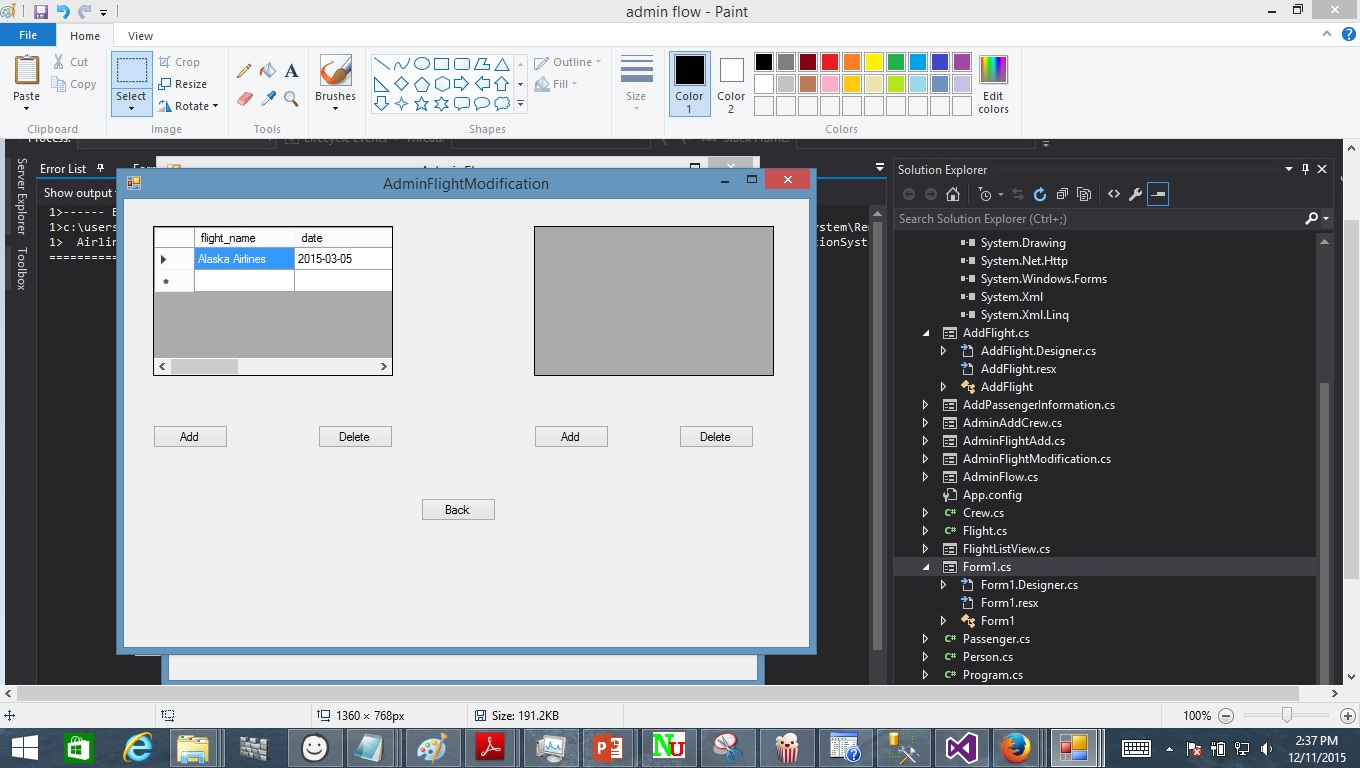 admin flow - Paint
File Home View
Paste
Cut
Copy
Clipboard
Select
Crop
Resize
Rotate
Image
A
Tools
Brushes
Shapes
Outline
Fill
Size
Color 1
Color 2
Colors
Edit colors
Server Explorer
Toolbox
Error List
Show output
1>------
1>c:\users
1> Airlin
AdminFlightModification
flight_name date
Alaska Airlines 2015-03-05
Add Delete
Add Delete
Back
Solution Explorer
Search Solution Explorer (Ctrl+;)
System.Drawing
System.Net.Http
System.Windows.Forms
System.Xml
System.Xml.Linq
AddFlight.cs
AddFlight.Designer.cs
AddFlight.resx
AddFlight
AddPassengerInformation.cs
AdminAddCrew.cs
AdminFlightAdd.cs
AdminFlightModification.cs
AdminFlow.cs
App.config
C# Crew.cs
C# Flight.cs
FlightListView.cs
Form1.cs
Form1.Designer.cs
Form1.resx
Form1
C# Passenger.cs
C# Person.cs
C# Program.cs
1360 × 768px
Size: 191.2KB
100%
Nu
2:37 PM
12/11/2015